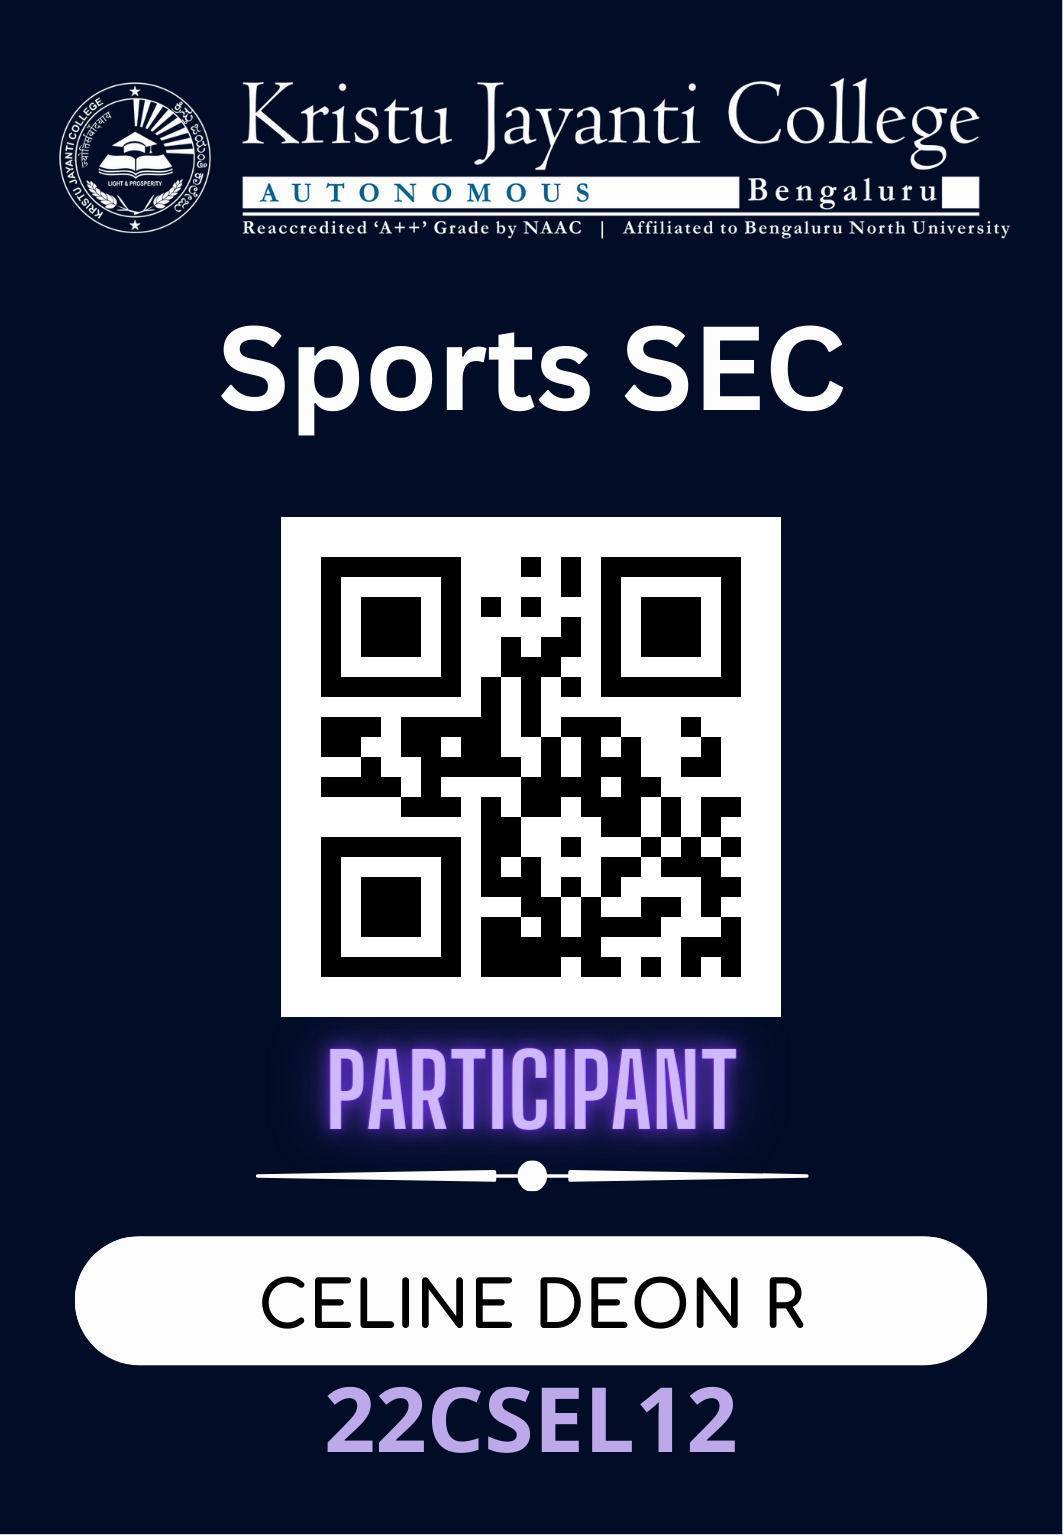 KRISTU JAYANTI COLLEGE
ಕ್ರಿಸ್ತು ಜಯಂತಿ ಕಾಲೇಜು
LIGHT & PROSPERITY
Kristu Jayanti College
AUTONOMOUS Bengaluru
Reaccredited ‘A++’ Grade by NAAC | Affiliated to Bengaluru North University
Sports SEC
PARTICIPANT
CELINE DEON R
22CSEL12